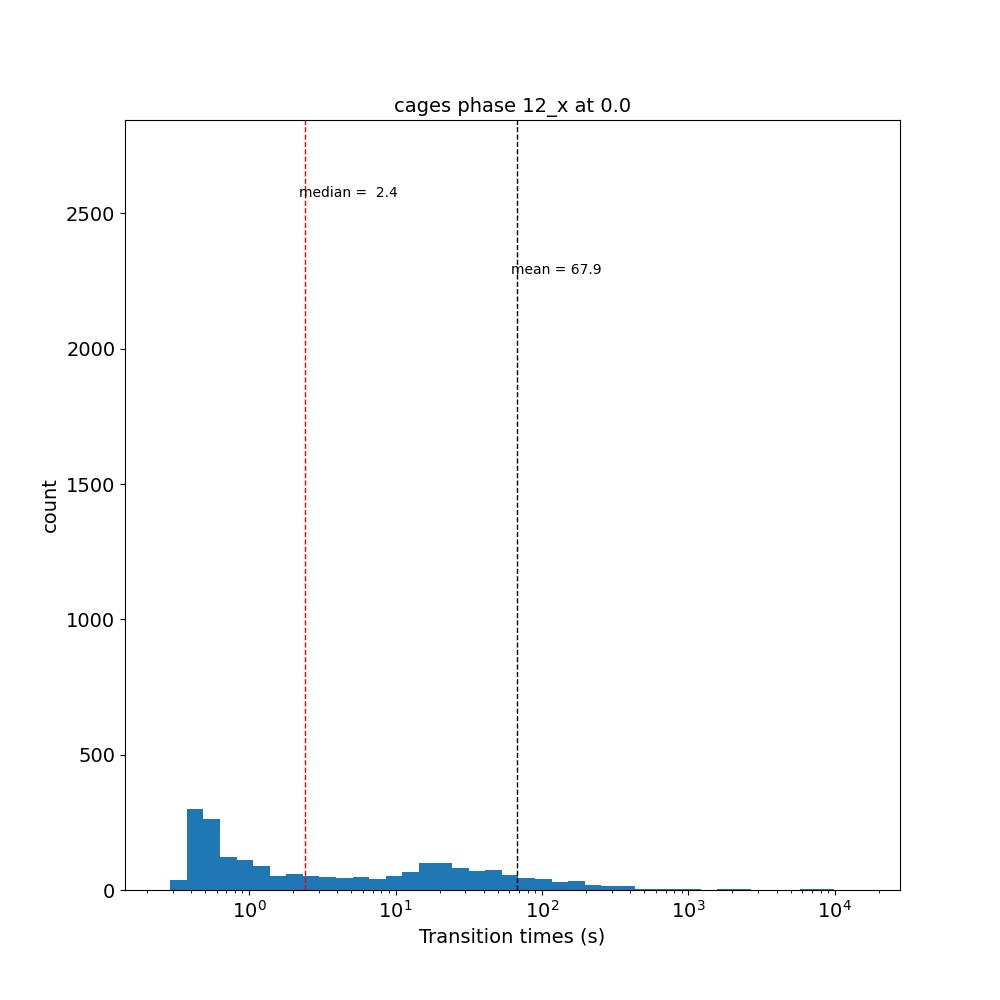 cages phase 12_x at 0.0
median =  2.4
mean = 67.9
2500
2000
1500
1000
500
0
count
10⁰ 10¹ 10² 10³ 10⁴
Transition times (s)